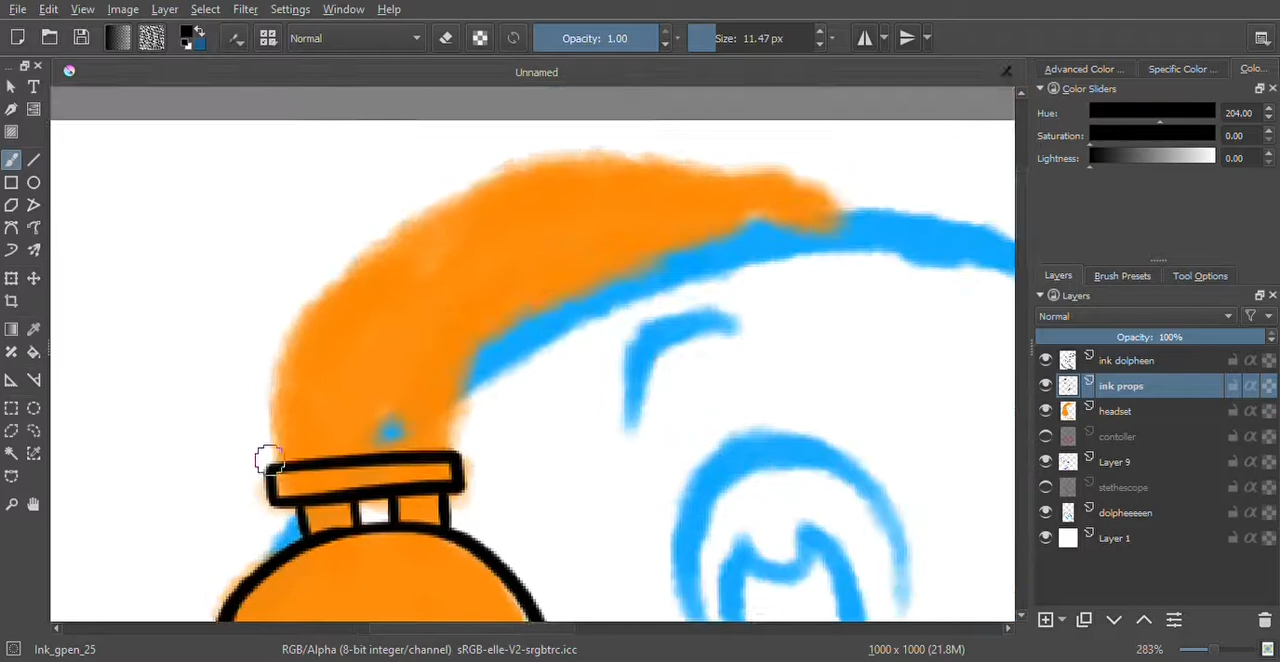 File Edit View Image Layer Select Filter Settings Window Help
Normal Opacity: 1.00 Size: 11.47 px
Unnamed
Advanced Color ... Specific Color ... Colo...
Color Sliders
Hue: 204.00
Saturation: 0.00
Lightness: 0.00
Layers Brush Presets Tool Options
Layers
Normal
Opacity: 100%
ink dolpheen
ink props
headset
contoller
Layer 9
stethescope
dolpheeeen
Layer 1
Ink_gpen_25 RGB/Alpha (8-bit integer/channel) sRGB-elle-V2-srgbtrc.icc 1000 x 1000 (21.8M) 283%